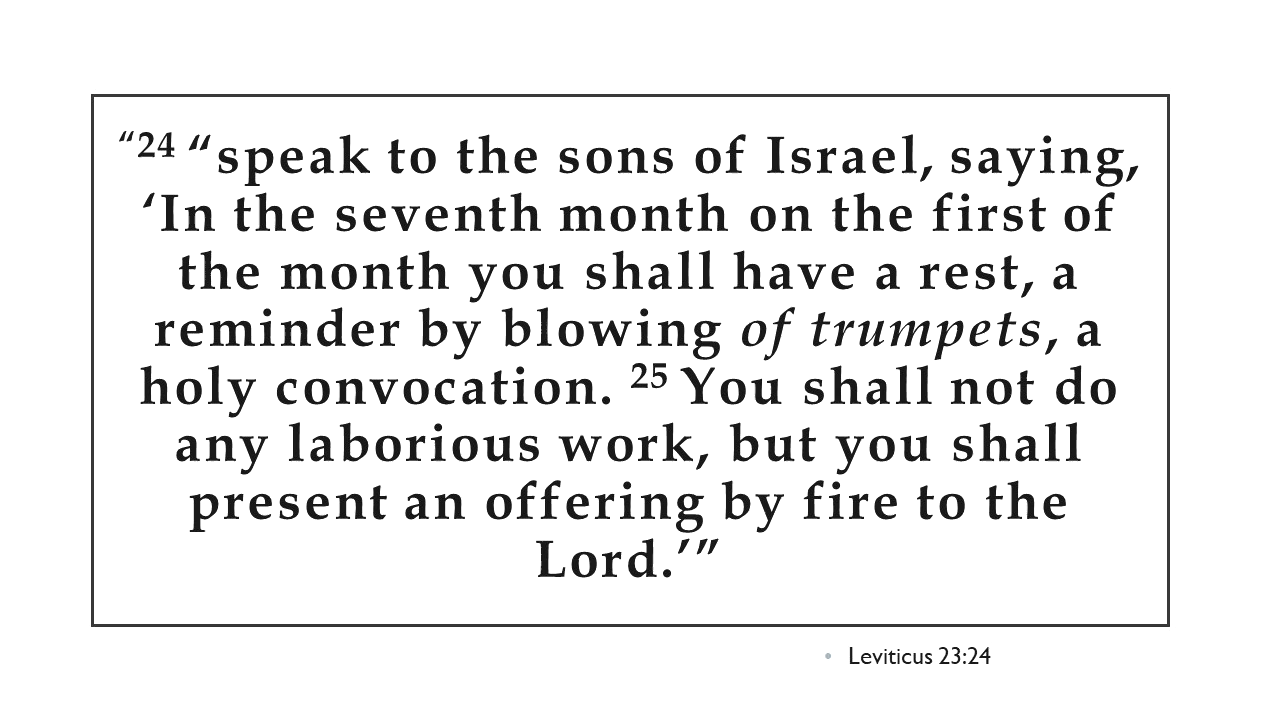 “24 “speak to the sons of Israel, saying,
‘In the seventh month on the first of
the month you shall have a rest, a
reminder by blowing of trumpets, a
holy convocation. 25 You shall not do
any laborious work, but you shall
present an offering by fire to the
Lord.’”
• Leviticus 23:24